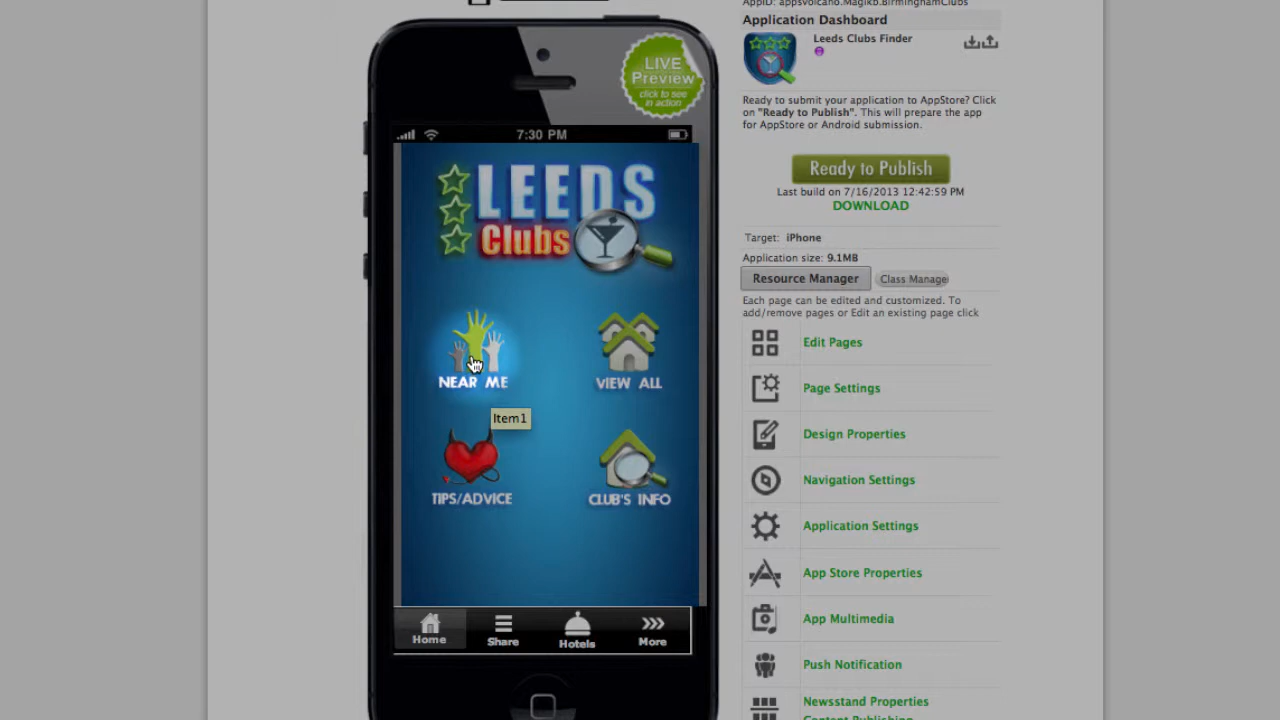 AppID: appsvolcano.Magikb.BirminghamClubs
Application Dashboard
Leeds Clubs Finder
Ready to submit your application to AppStore? Click
on "Ready to Publish". This will prepare the app
for AppStore or Android submission.
Ready to Publish
Last build on 7/16/2013 12:42:59 PM
DOWNLOAD
Target: iPhone
Application size: 9.1MB
Resource Manager
Class Manage
Each page can be edited and customized. To
add/remove pages or Edit an existing page click
Edit Pages
Page Settings
Design Properties
Navigation Settings
Application Settings
App Store Properties
App Multimedia
Push Notification
Newsstand Properties
Content Publishing
LIVE
Preview
click to see
in action
7:30 PM
LEEDS
Clubs
NEAR ME
VIEW ALL
Item1
TIPS/ADVICE
CLUB'S INFO
Home
Share
Hotels
More